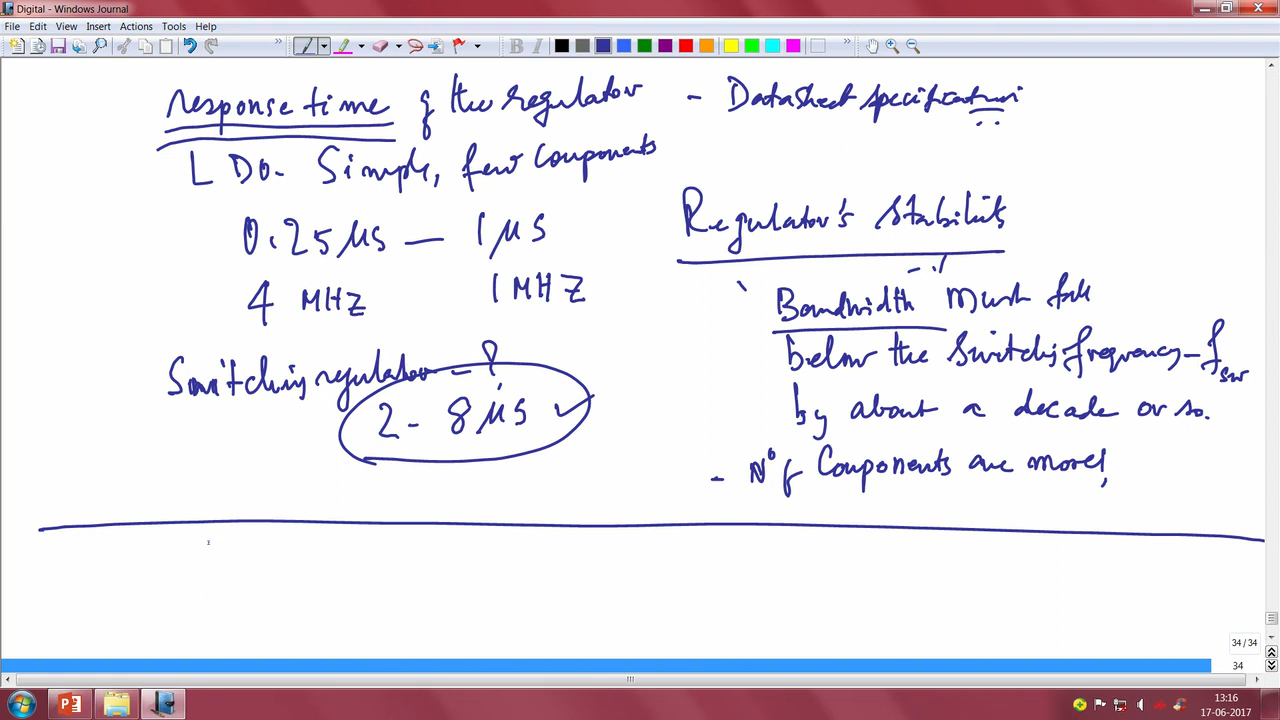 Digital - Windows Journal
File Edit View Insert Actions Tools Help
response time of the regulator - Datasheet specification
LDO- Simple, few Components
0.25 μs — 1 μs
4 MHZ 1 MHZ
Switching regulator -
2 - 8 μs
Regulator's stability
Bandwidth Must fall
below the switching frequency - fsw
by about a decade or so.
- No of Components are more,
34 / 34
34
13:16
17-06-2017